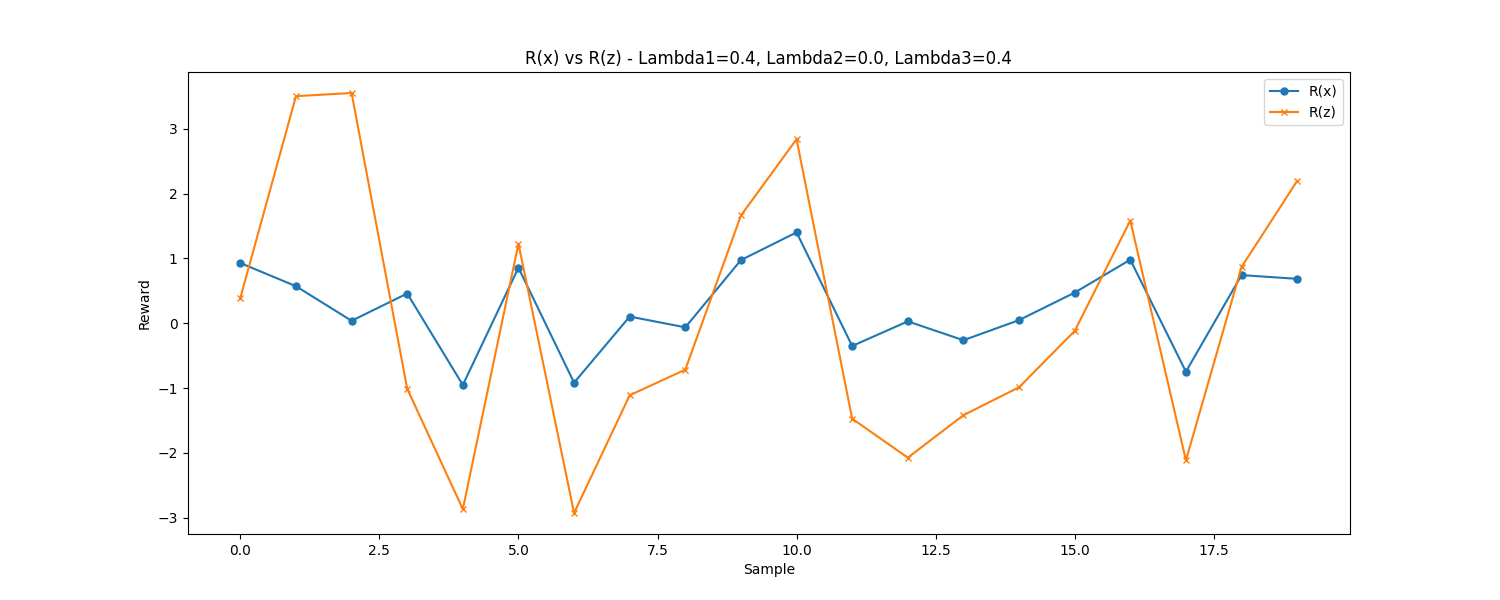 R(x) vs R(z) - Lambda1=0.4, Lambda2=0.0, Lambda3=0.4
R(x)
R(z)
Reward
3
2
1
0
−1
−2
−3
0.0 2.5 5.0 7.5 10.0 12.5 15.0 17.5
Sample